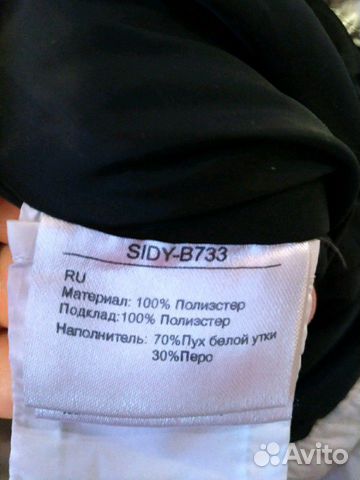 SIDY-B733
RU
Материал: 100% Полиэстер
Подклад:100% Полиэстер
Наполнитель: 70%Пух белой утки
30%Перо
Avito